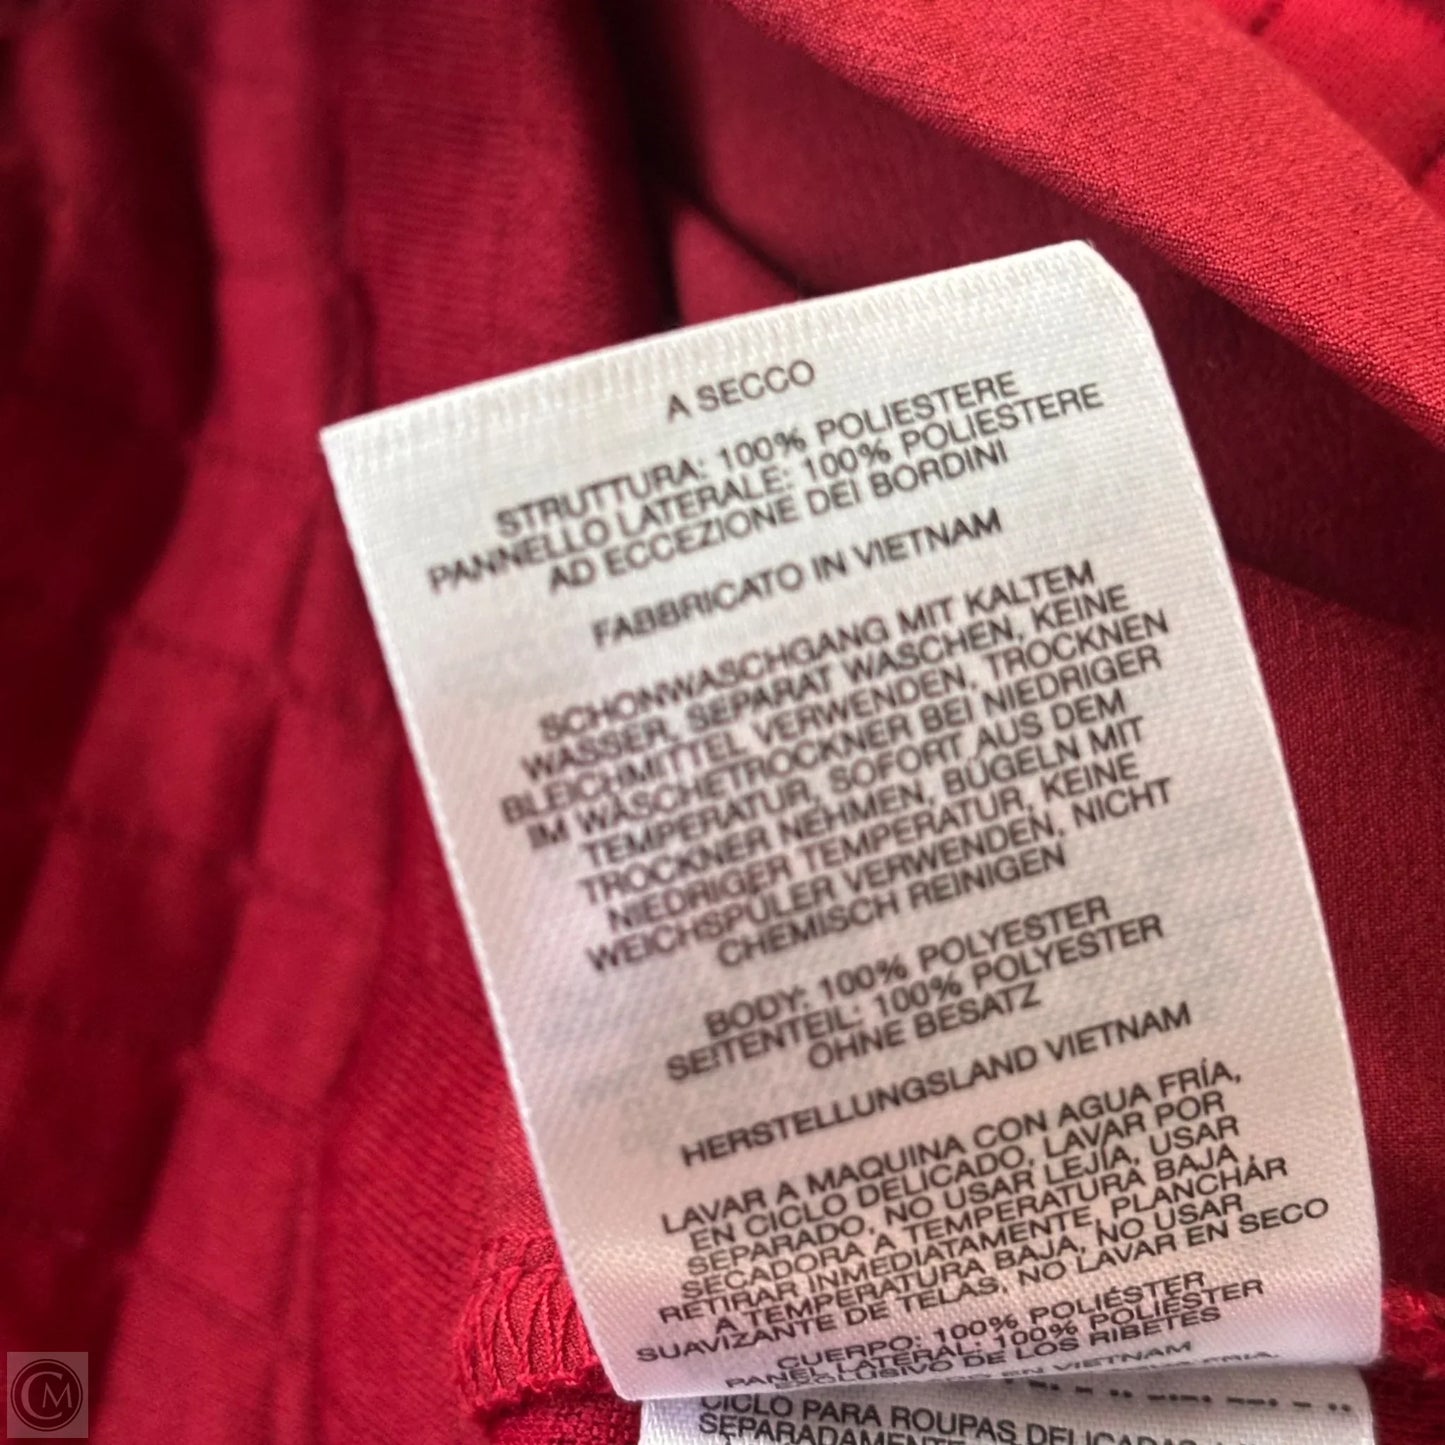 A SECCO
STRUTTURA: 100% POLIESTERE
PANNELLO LATERALE: 100% POLIESTERE
AD ECCEZIONE DEI BORDINI
FABBRICATO IN VIETNAM
SCHONWASCHGANG MIT KALTEM
WASSER, SEPARAT WASCHEN, KEINE
BLEICHMITTEL VERWENDEN, TROCKNEN
IM WÄSCHETROCKNER BEI NIEDRIGER
TEMPERATUR, SOFORT AUS DEM
TROCKNER NEHMEN, BÜGELN MIT
NIEDRIGER TEMPERATUR, KEINE
WEICHSPÜLER VERWENDEN, NICHT
CHEMISCH REINIGEN
BODY: 100% POLYESTER
SEITENTEIL: 100% POLYESTER
OHNE BESATZ
HERSTELLUNGSLAND VIETNAM
LAVAR A MAQUINA CON AGUA FRÍA,
EN CICLO DELICADO, LAVAR POR
SEPARADO, NO USAR LEJÍA, USAR
SECADORA A TEMPERATURA BAJA,
RETIRAR INMEDIATAMENTE, PLANCHAR
A TEMPERATURA BAJA, NO USAR
SUAVIZANTE DE TELAS, NO LAVAR EN SECO
CUERPO: 100% POLIÉSTER
PANEL LATERAL: 100% POLIÉSTER
EXCLUSIVO DE LOS RIBETES
EN VIETNAM
CICLO PARA ROUPAS DELICADAS
SEPARADAMENTE
CM